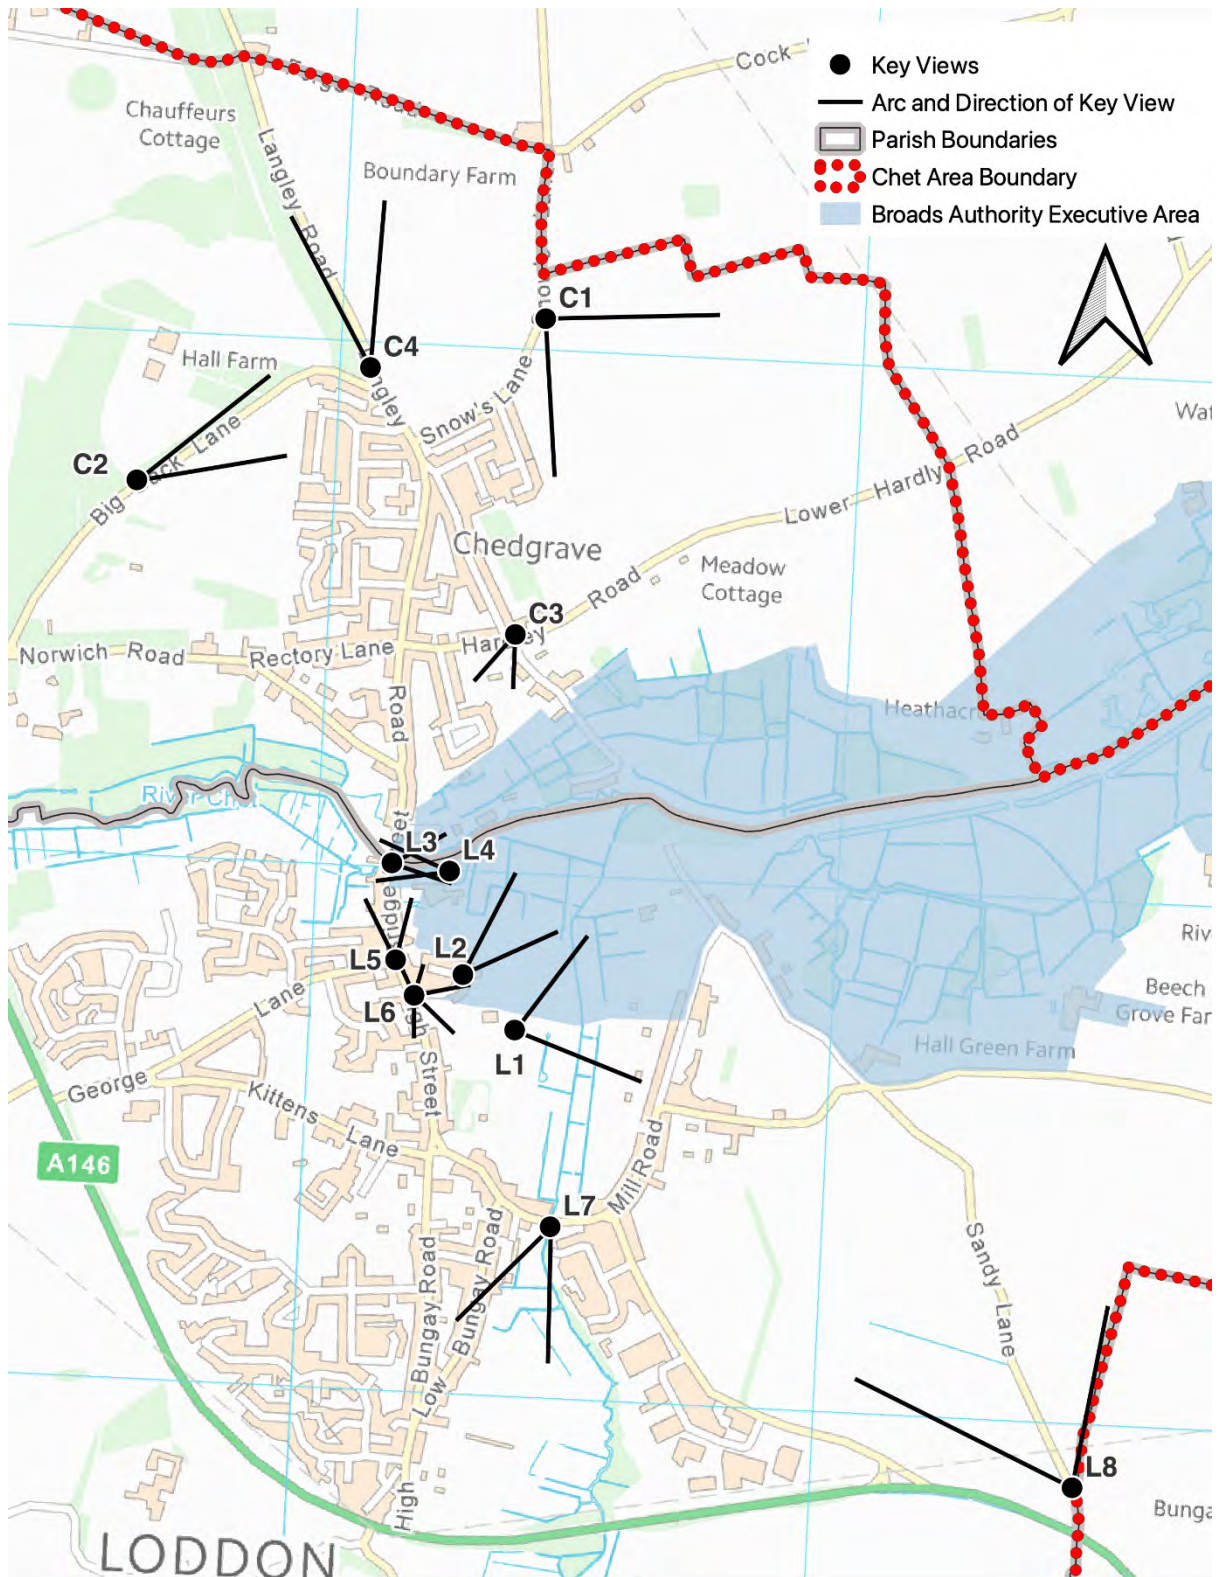 Cock
Key Views
Arc and Direction of Key View
Parish Boundaries
Chet Area Boundary
Broads Authority Executive Area
Chauffeurs
Cottage
Langley Road
Boundary Farm
C1
C4
Hall Farm
Snow's Lane
C2
Lane
Big
Lower Hardly Road
Chedgrave
Meadow
Cottage
C3
Road
Norwich Road
Rectory Lane
Road
River Chet
L3
L4
L5
L2
L6
L1
Lane
George
Street
Kittens
Lane
Beech
Hall Green Farm
A146
Mill Road
L7
Bungay Road
Low Bungay Road
Sandy Lane
L8
High
LODDON